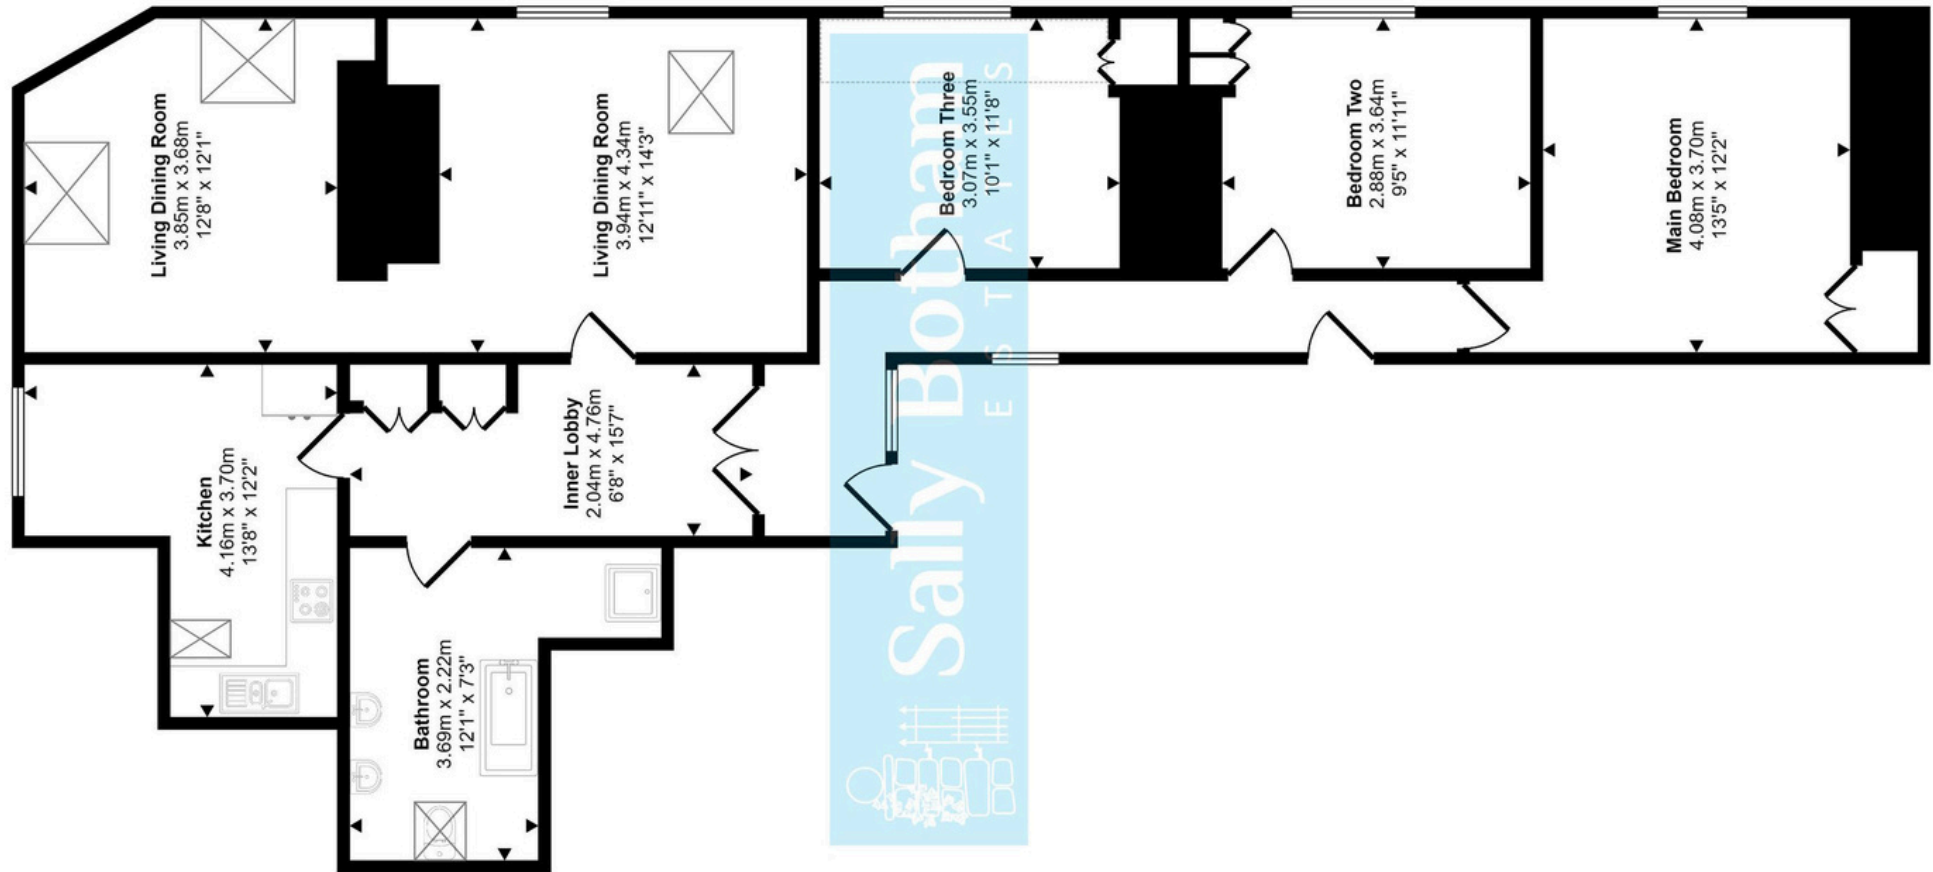 Living Dining Room
3.85m x 3.68m
12'8" x 12'1"
Living Dining Room
3.94m x 4.34m
12'11" x 14'3"
Bedroom Three
3.07m x 3.55m
10'1" x 11'8"
Bedroom Two
2.88m x 3.64m
9'5" x 11'11"
Main Bedroom
4.08m x 3.70m
13'5" x 12'2"
Kitchen
4.16m x 3.70m
13'8" x 12'2"
Inner Lobby
2.04m x 4.76m
6'8" x 15'7"
Bathroom
3.69m x 2.22m
12'1" x 7'3"
Sally Botham
ESTATES